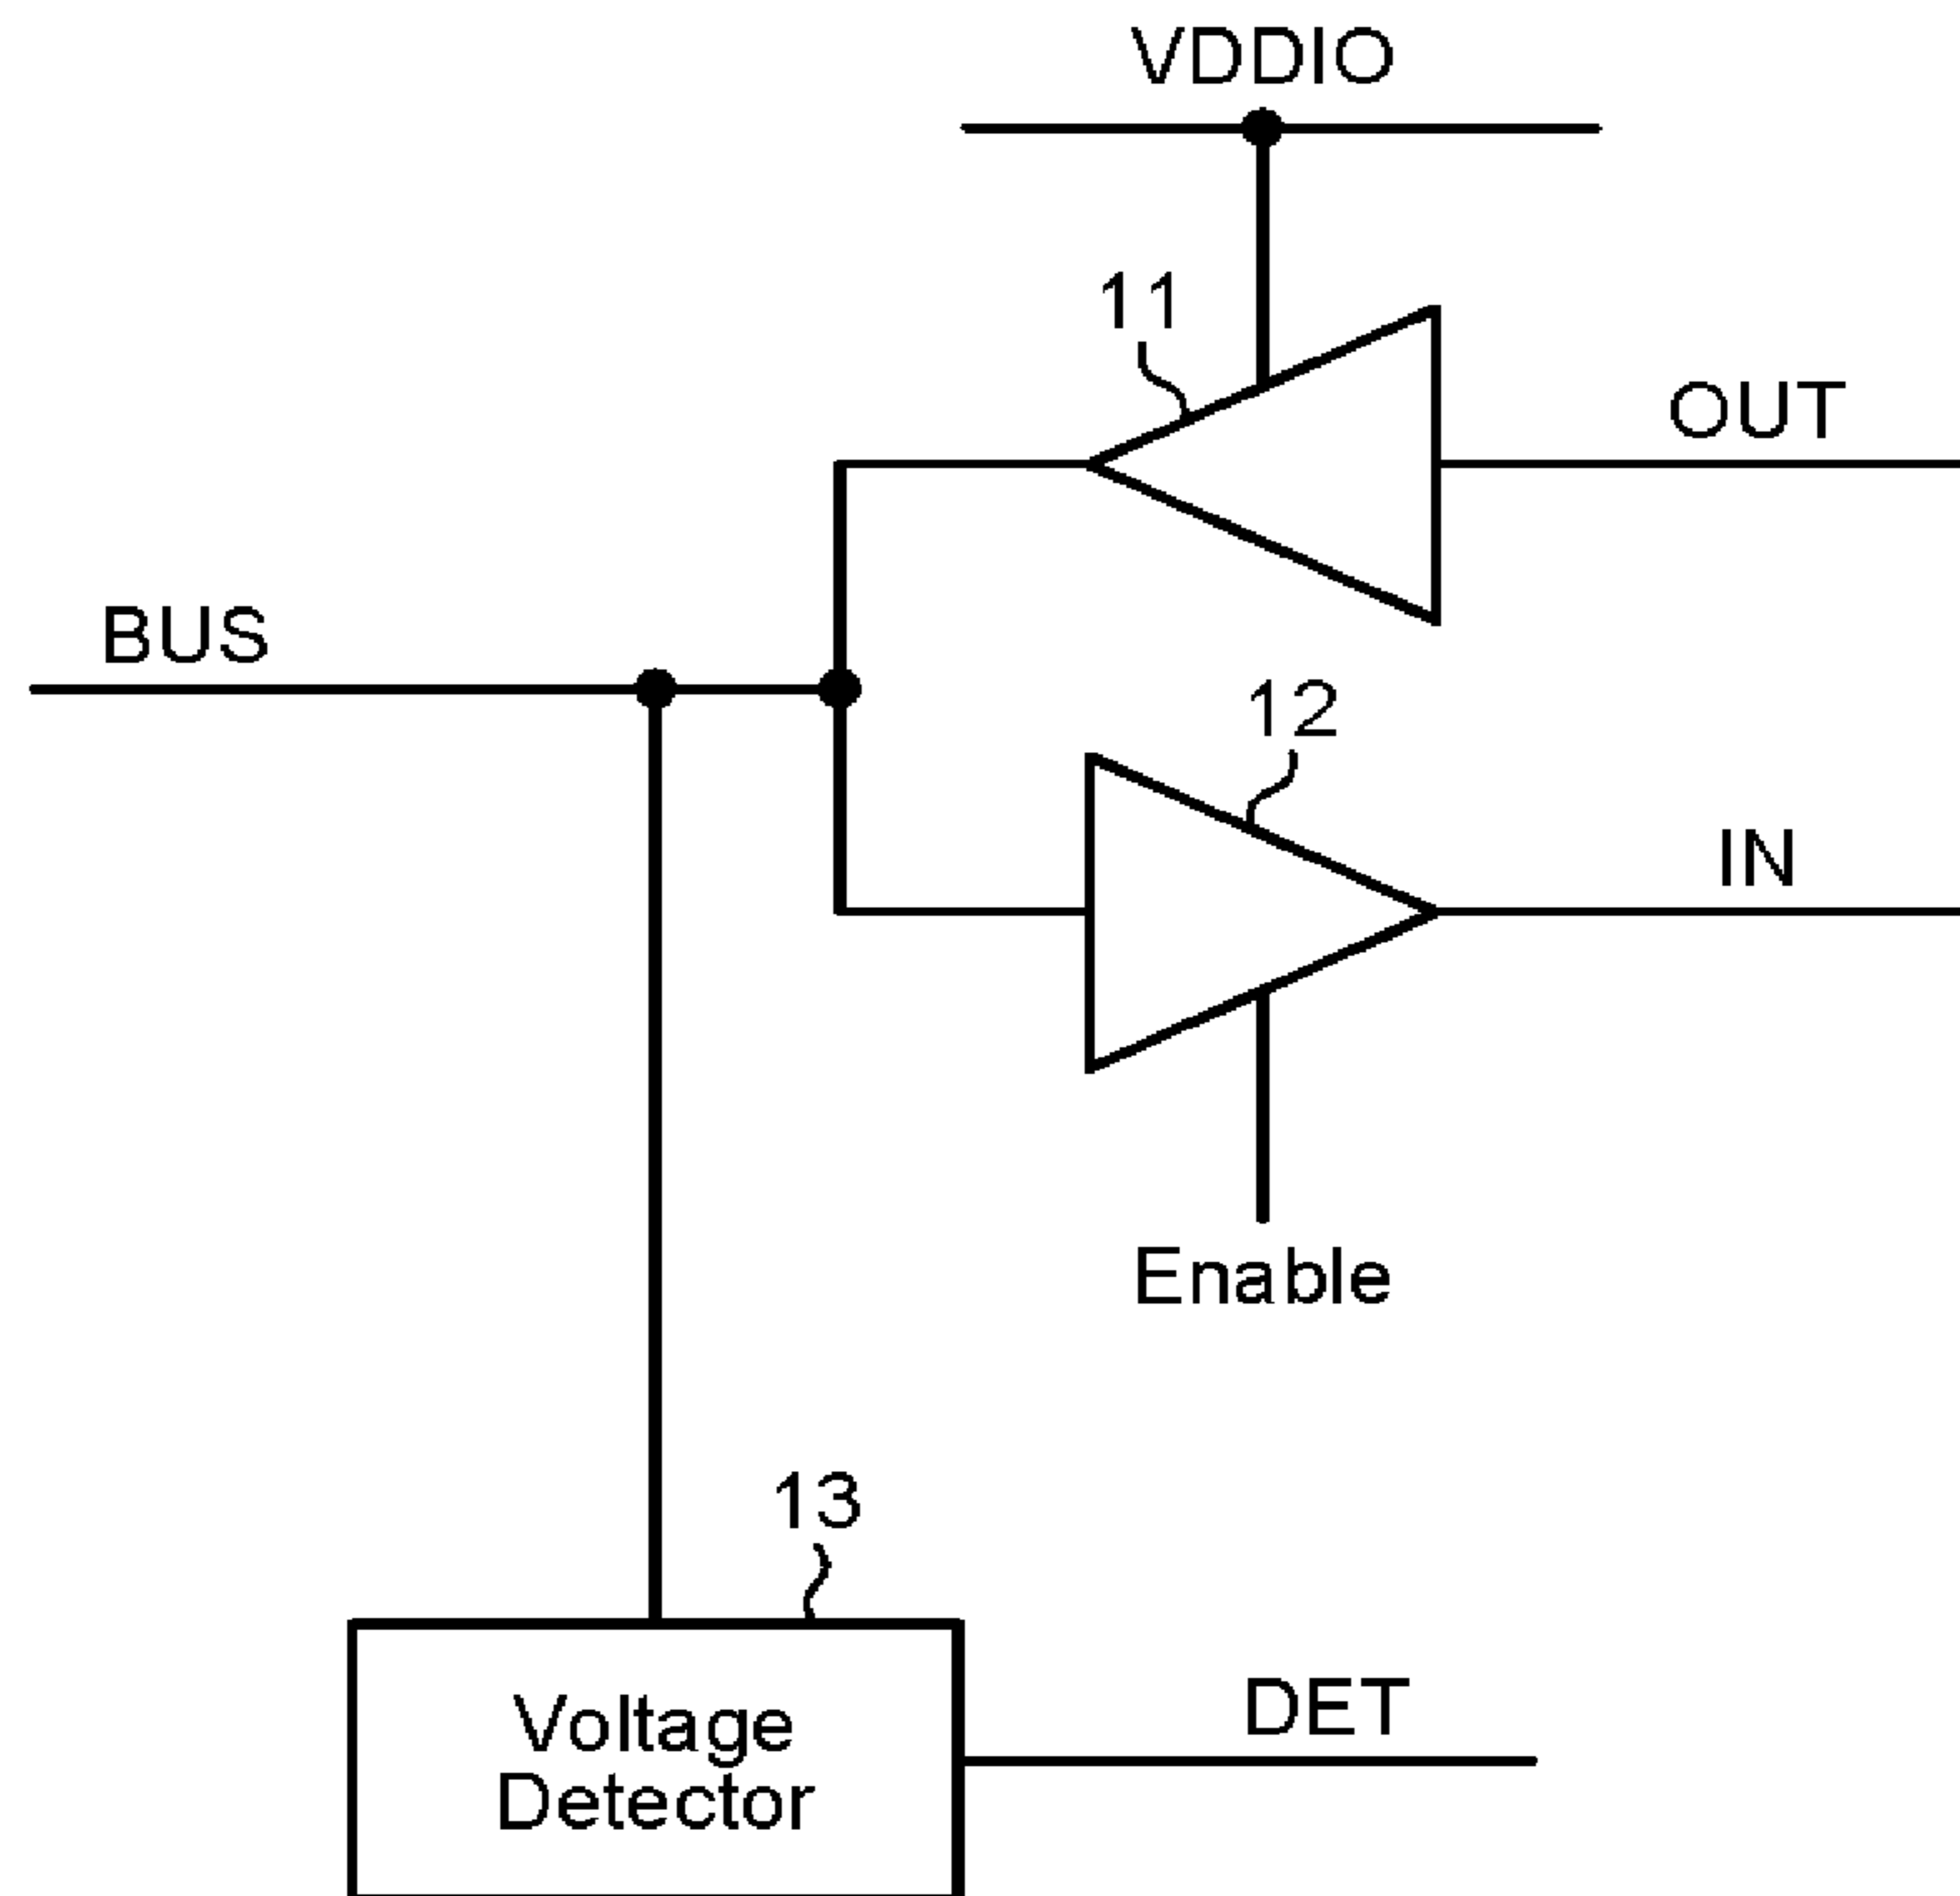 VDDIO
11
OUT
BUS
12
IN
Enable
13
Voltage
Detector
DET